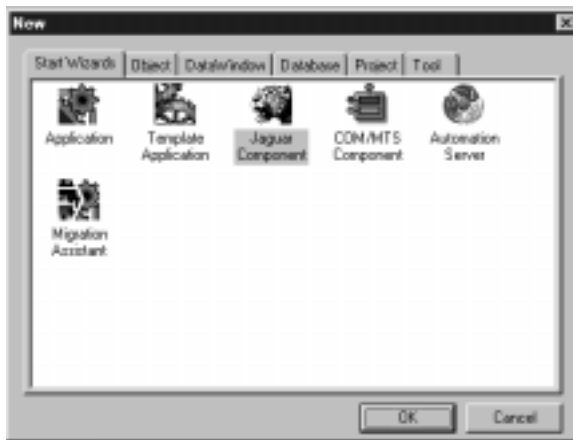 New
Start Wizards Object DataWindow Database Project Tool
Application Template Jaguar COM/MTS Automation
Application Component Component Server
Migration
Assistant
OK Cancel